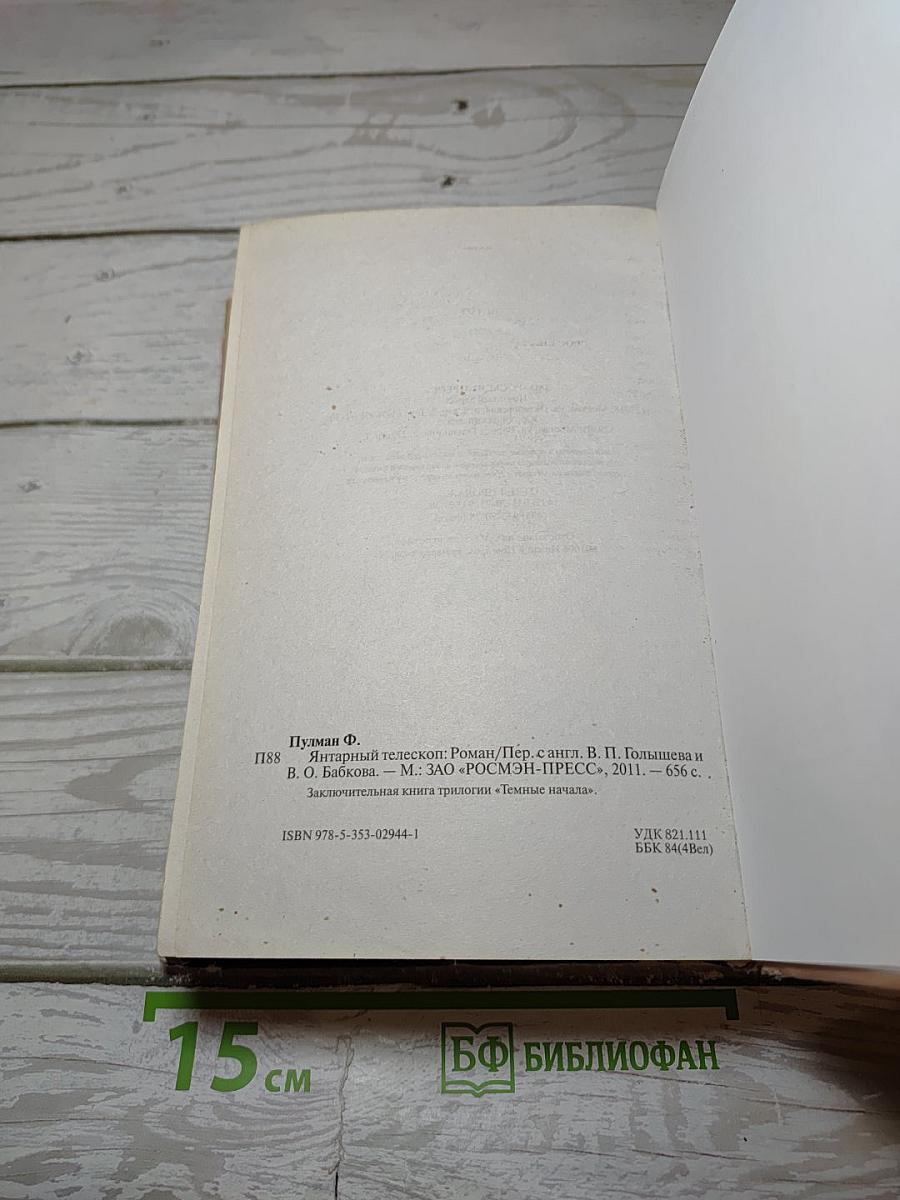 Пулман Ф.
П88 Янтарный телескоп: Роман/Пер. с англ. В. П. Голышева и
В. О. Бабкова. — М.: ЗАО «РОСМЭН-ПРЕСС», 2011. — 656 с.
Заключительная книга трилогии «Темные начала».
ISBN 978-5-353-02944-1
УДК 821.111
ББК 84(4Вел)
15 см
БФ БИБЛИОФАН